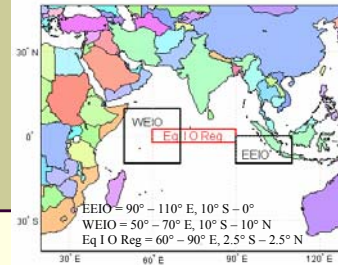 30° N
WEIO
0°
Eq I O Reg
EEIO
EEIO = 90° – 110° E, 10° S – 0°
WEIO = 50° – 70° E, 10° S – 10° N
30° S
Eq I O Reg = 60° – 90° E, 2.5° S – 2.5° N
30° E
60° E
90° E
120° E